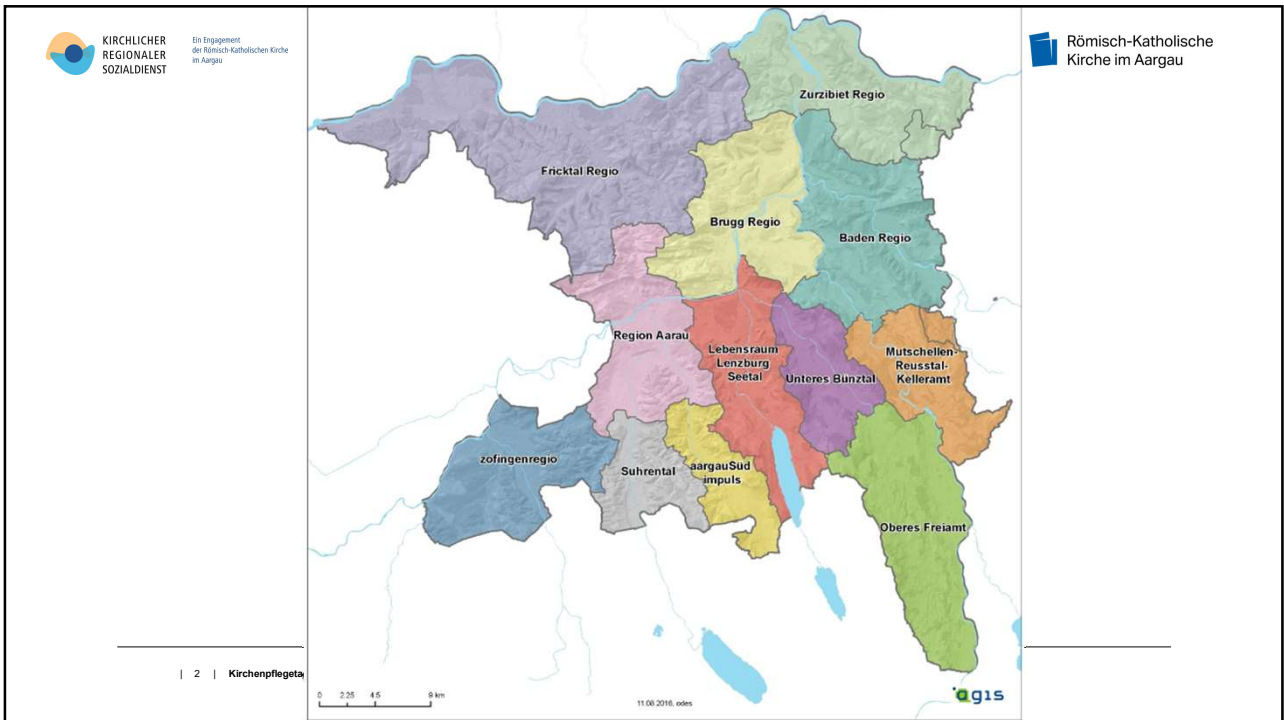 KIRCHLICHER
REGIONALER
SOZIALDIENST
Ein Engagement
der Römisch-Katholischen Kirche
im Aargau
Römisch-Katholische
Kirche im Aargau
Zurzibiet Regio
Fricktal Regio
Brugg Regio
Baden Regio
Region Aarau
Lebensraum
Lenzburg
Seetal
Unteres Bünztal
Mutschellen-
Reusstal-
Kelleramt
zofingenregio
Suhrental
aargauSüd
impuls
Oberes Freiamt
| 2 | Kirchenpflegeta
0 2.25 4.5 9 km
11.08.2016, odes
agis